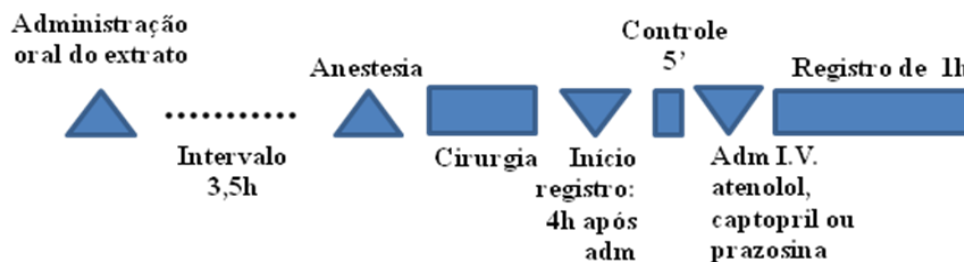 Administração
oral do extrato
Intervalo
3,5h
Anestesia
Cirurgia
Início
registro:
4h após
adm
Controle
5’
Adm I.V.
atenolol,
captopril ou
prazosina
Registro de 1h